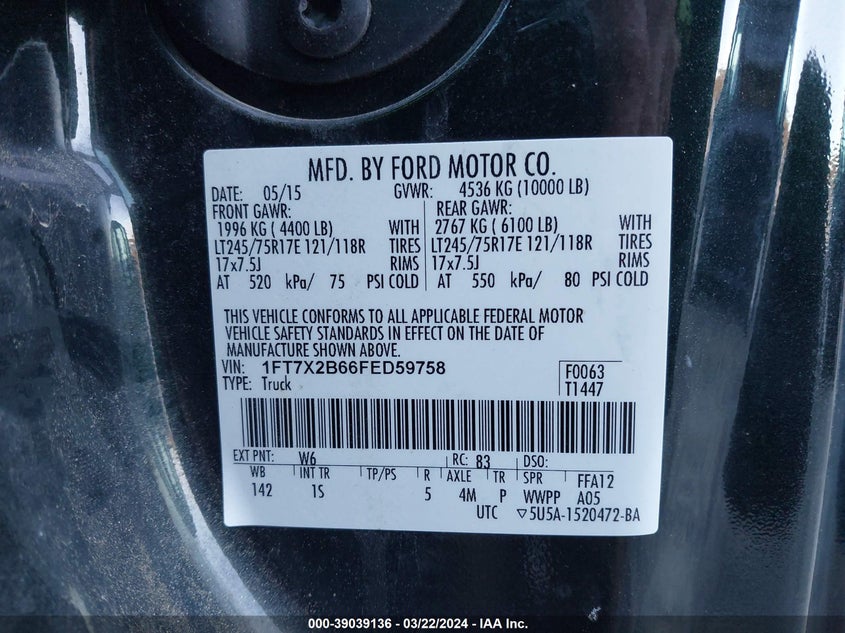 MFD. BY FORD MOTOR CO.
DATE: 05/15 GVWR: 4536 KG (10000 LB)
FRONT GAWR: REAR GAWR:
1996 KG ( 4400 LB) WITH 2767 KG ( 6100 LB) WITH
LT245/75R17E 121/118R TIRES LT245/75R17E 121/118R TIRES
17x7.5J RIMS 17x7.5J RIMS
AT 520 kPa/ 75 PSI COLD AT 550 kPa/ 80 PSI COLD
THIS VEHICLE CONFORMS TO ALL APPLICABLE FEDERAL MOTOR
VEHICLE SAFETY STANDARDS IN EFFECT ON THE DATE OF
MANUFACTURE SHOWN ABOVE.
VIN: 1FT7X2B66FED59758 F0063
TYPE: Truck T1447
EXT PNT: W6 RC: B3 DSO:
WB INT TR TP/PS R AXLE TR SPR FFA12
142 1S 5 4M P WWPP A05
UTC ▽5U5A-1520472-BA
000-39039136 - 03/22/2024 - IAA Inc.